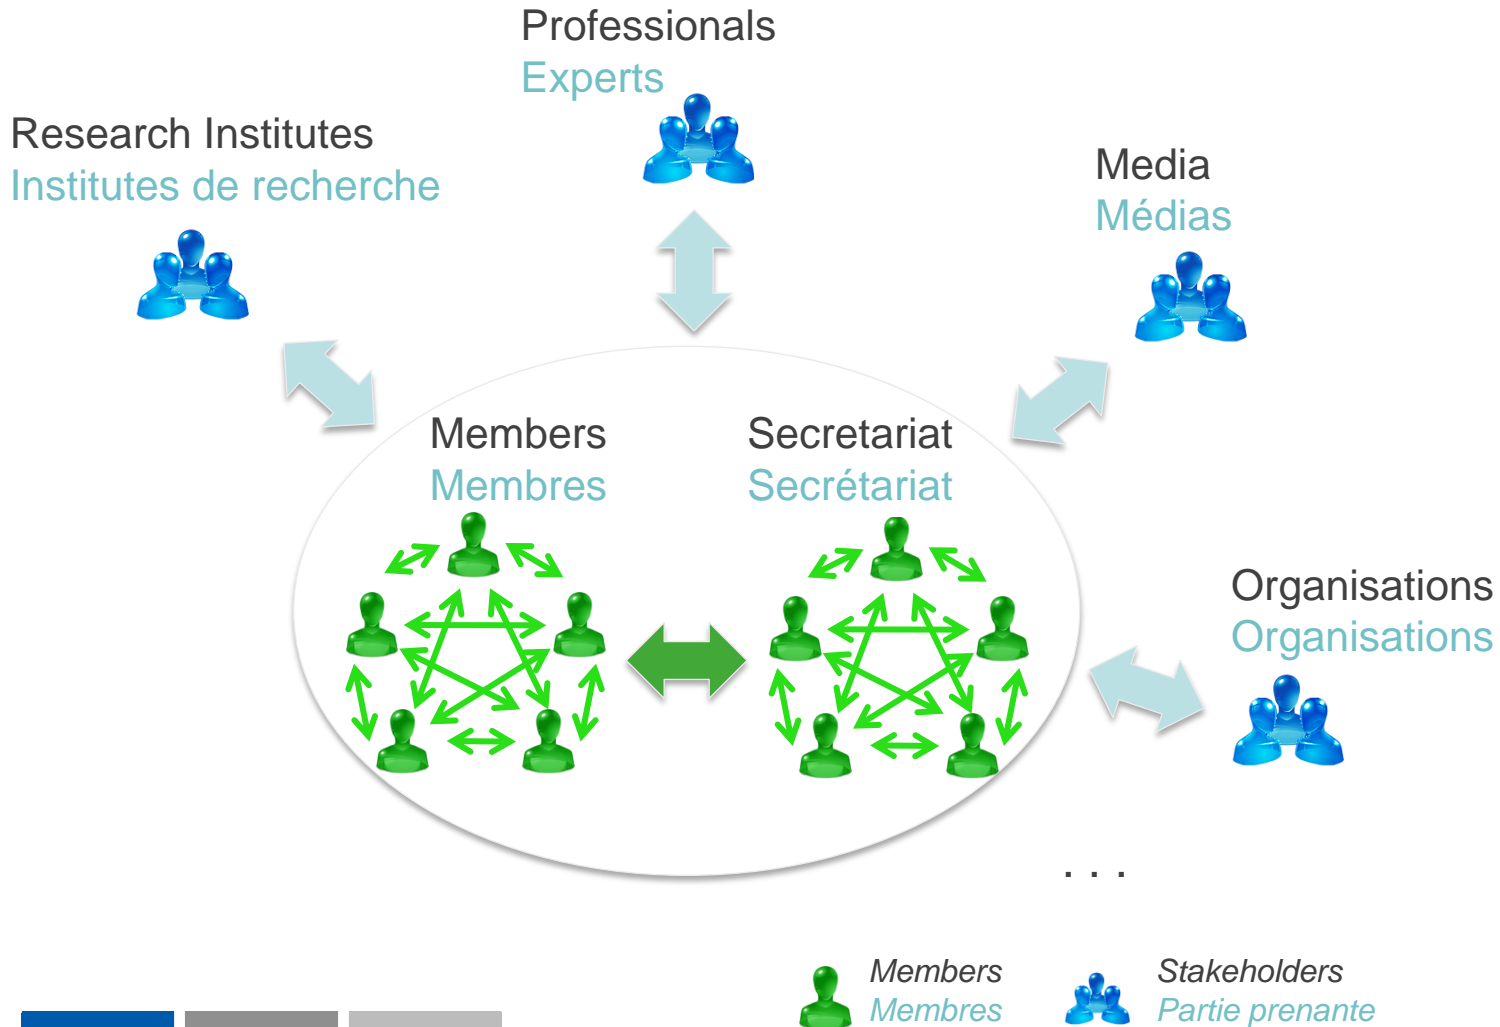 Professionals
Experts
Research Institutes
Institutes de recherche
Media
Médias
Members
Membres
Secretariat
Secrétariat
Organisations
Organisations
. . .
Members
Membres
Stakeholders
Partie prenante